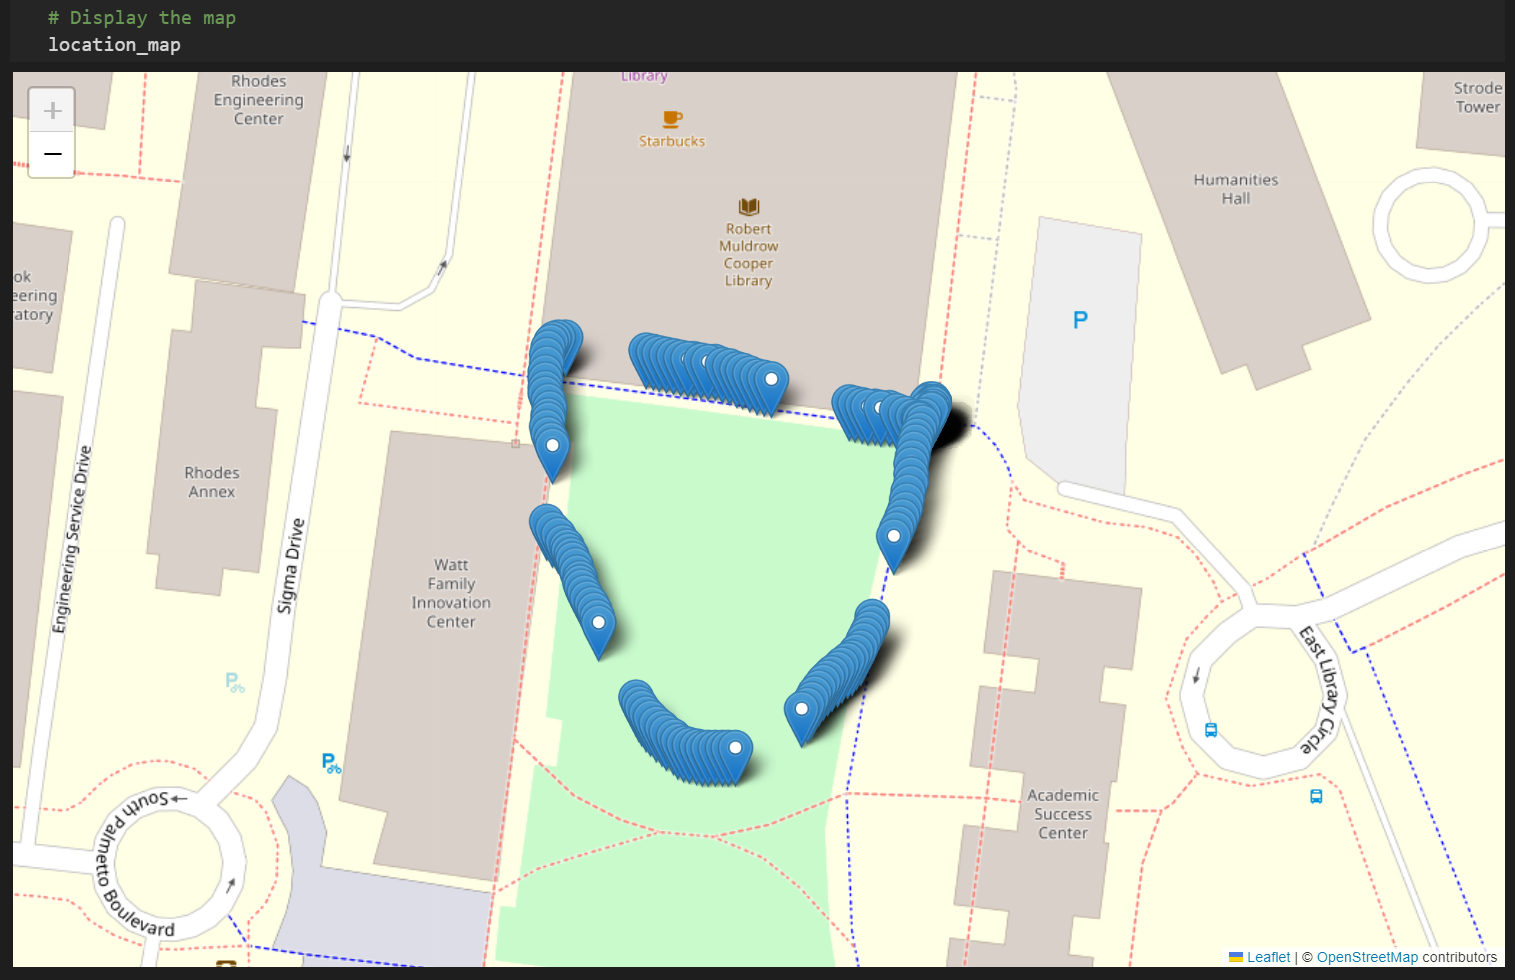 # Display the map
location_map
+
−
Library
Starbucks
Robert
Muldrow
Cooper
Library
Rhodes
Engineering
Center
Humanities
Hall
Strode
Tower
ok
eering
ratory
P
Rhodes
Annex
Engineering Service Drive
Sigma Drive
Watt
Family
Innovation
Center
P
P
South Palmetto Boulevard
East Library Circle
Academic
Success
Center
Leaflet | © OpenStreetMap contributors